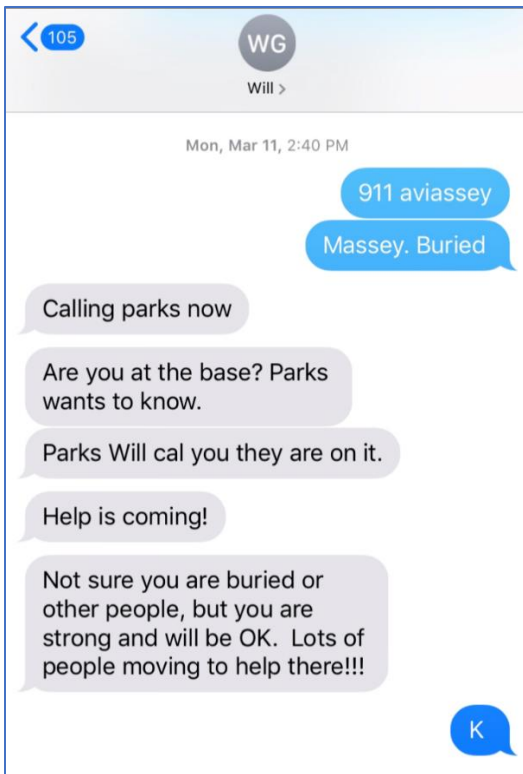 105
WG
Will >
Mon, Mar 11, 2:40 PM
911 aviassey
Massey. Buried
Calling parks now
Are you at the base? Parks
wants to know.
Parks Will cal you they are on it.
Help is coming!
Not sure you are buried or
other people, but you are
strong and will be OK.  Lots of
people moving to help there!!!
K